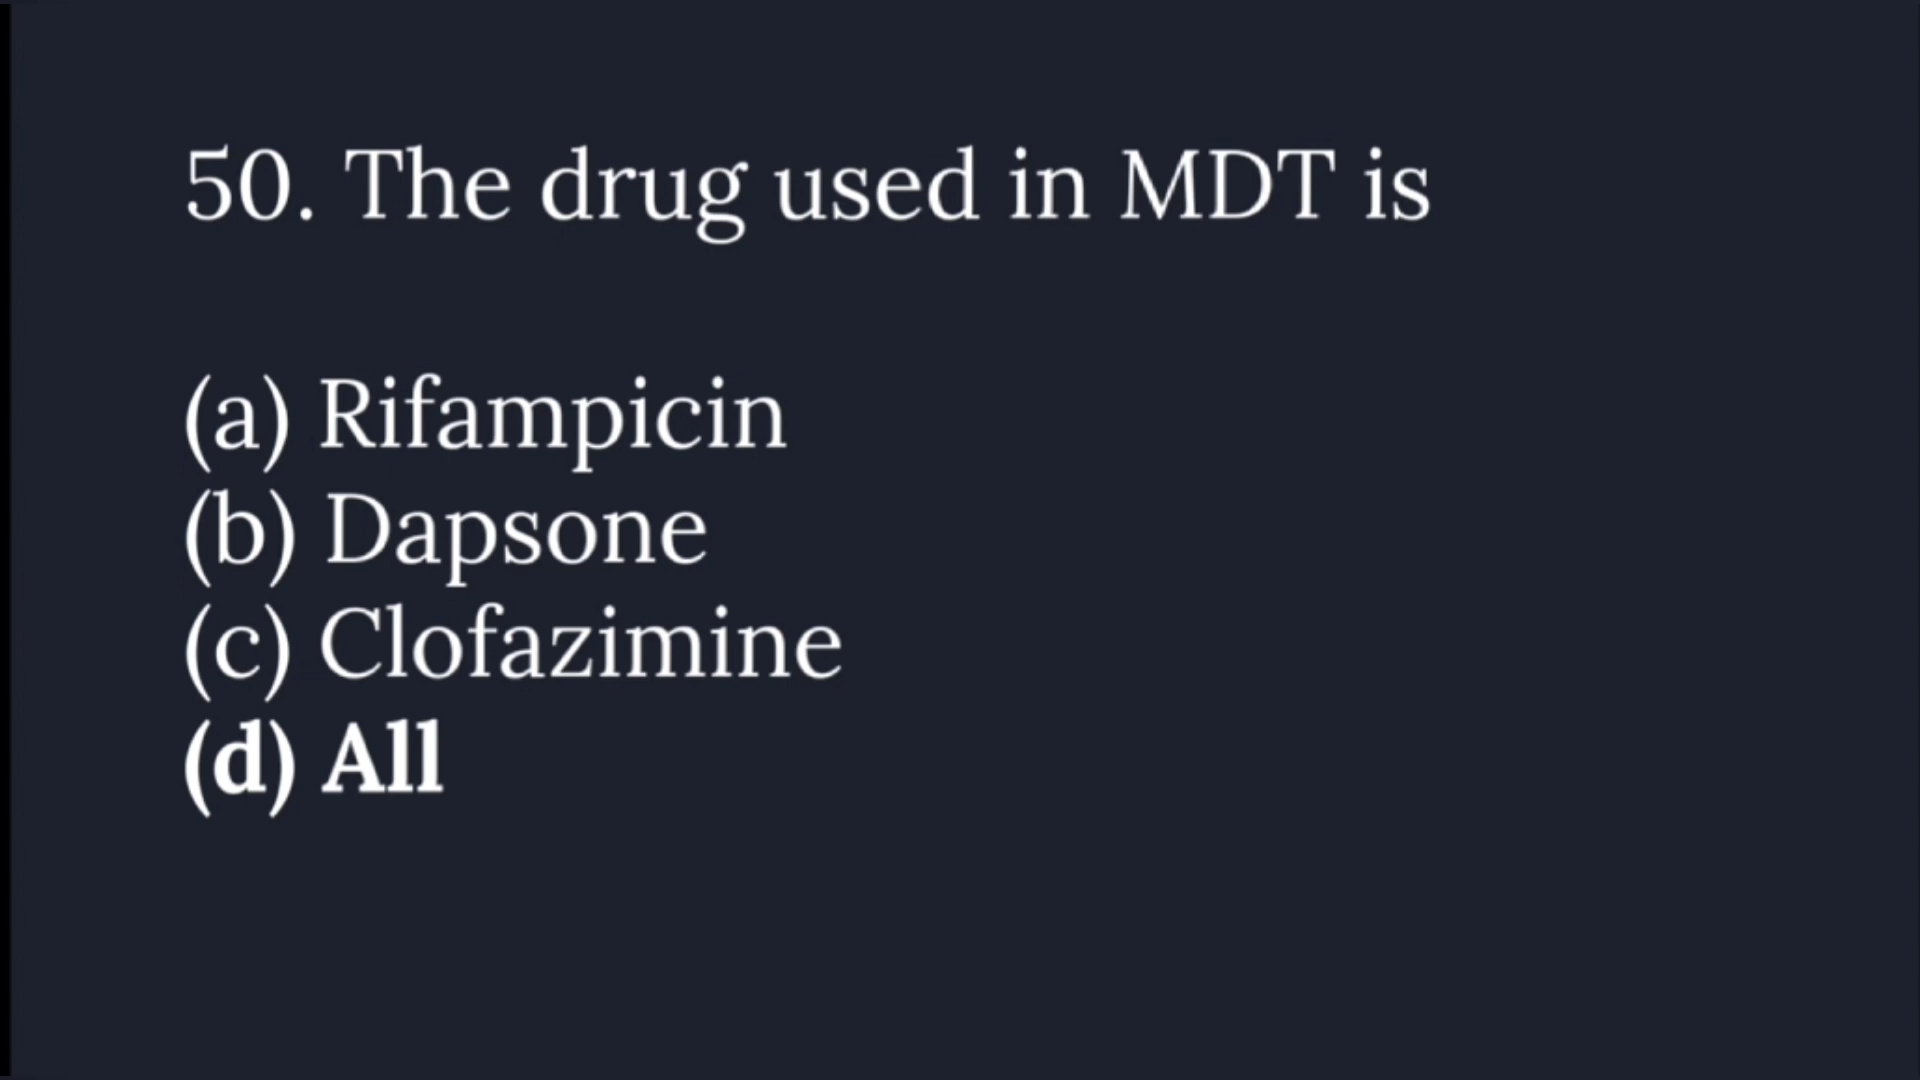 50. The drug used in MDT is
(a) Rifampicin
(b) Dapsone
(c) Clofazimine
(d) All